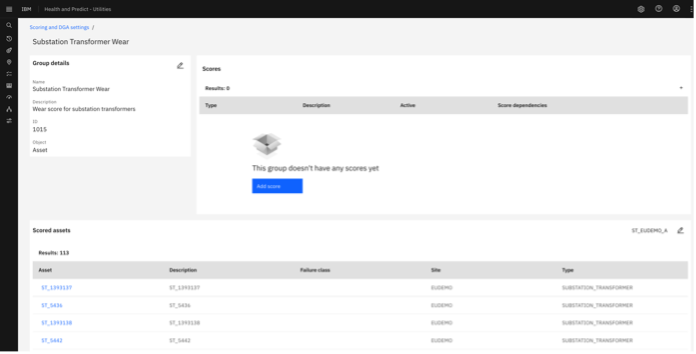 IBM Health and Predict - Utilities
Scoring and DGA settings /
Substation Transformer Wear
Group details
Name
Substation Transformer Wear
Description
Wear score for substation transformers
ID
1015
Object
Asset
Scores
Results: 0
Type Description Active Score dependencies
This group doesn't have any scores yet
Add score
Scored assets ST_EUDEMO_A
Results: 113
Asset Description Failure class Site Type
ST_1393137 ST_1393137 EUDEMO SUBSTATION_TRANSFORMER
ST_5436 ST_5436 EUDEMO SUBSTATION_TRANSFORMER
ST_1393138 ST_1393138 EUDEMO SUBSTATION_TRANSFORMER
ST_5442 ST_5442 EUDEMO SUBSTATION_TRANSFORMER